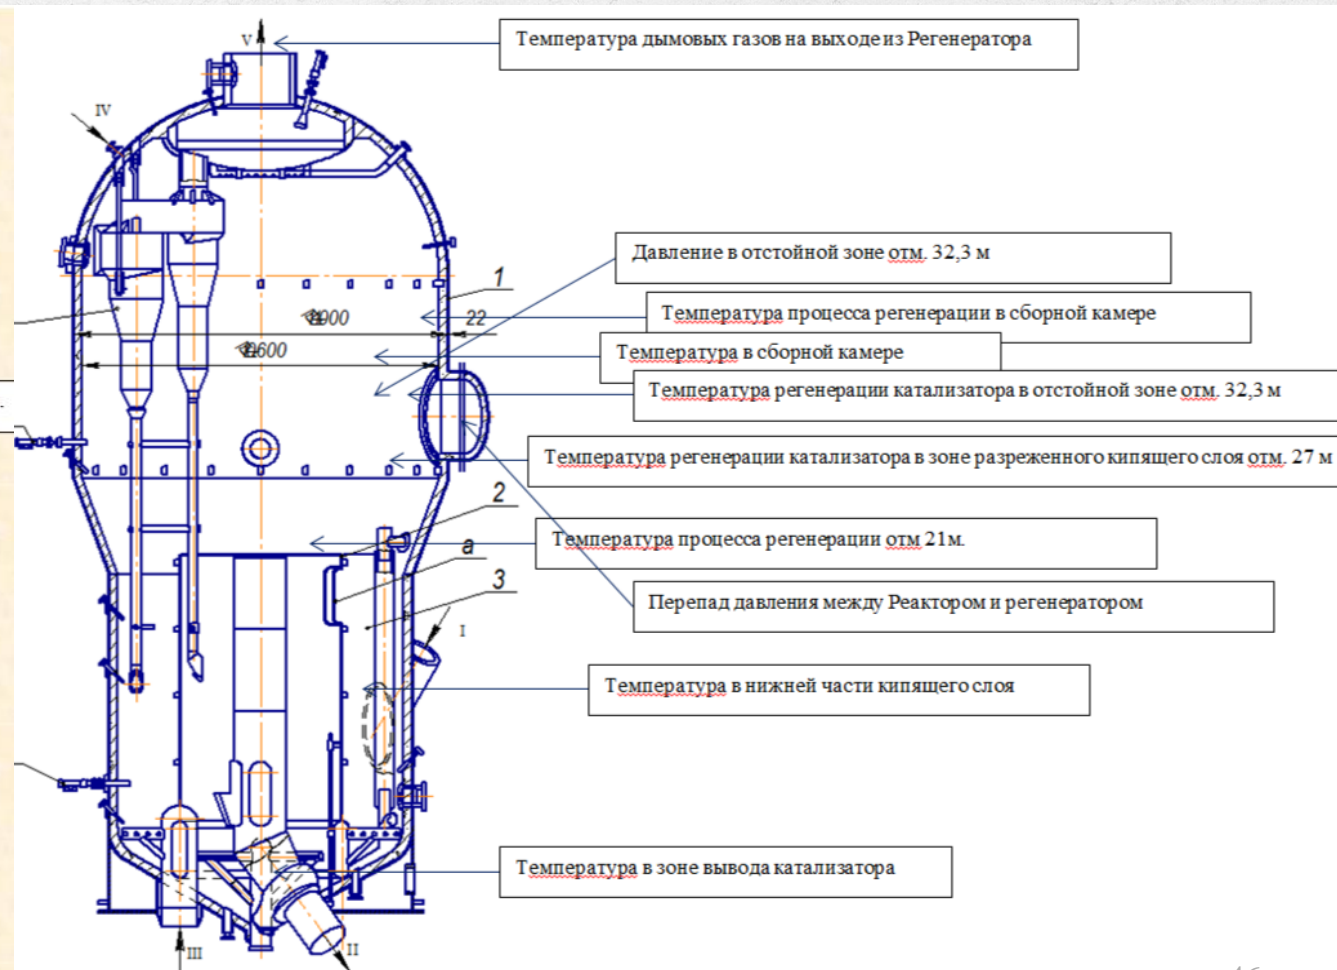 V
Температура дымовых газов на выходе из Регенератора
IV
Давление в отстойной зоне отм. 32,3 м
1
Температура процесса регенерации в сборной камере
22
Температура в сборной камере
Температура регенерации катализатора в отстойной зоне отм. 32,3 м
Температура регенерации катализатора в зоне разреженного кипящего слоя отм. 27 м
2
Температура процесса регенерации отм 21м.
а
3
Перепад давления между Реактором и регенератором
I
Температура в нижней части кипящего слоя
Температура в зоне вывода катализатора
III
II